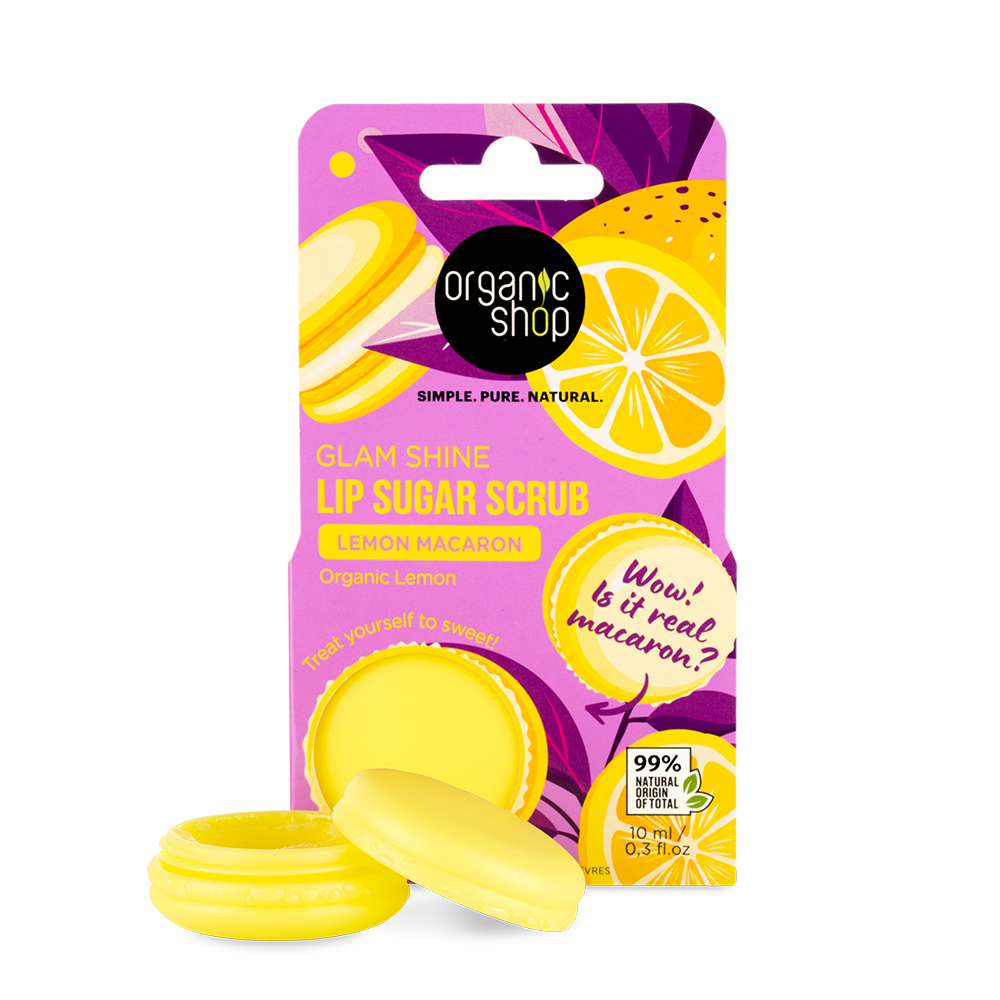 organic
shop
SIMPLE. PURE. NATURAL.
GLAM SHINE
LIP SUGAR SCRUB
LEMON MACARON
Organic Lemon
Treat yourself to sweet!
Wow!
Is it real
macaron?
99%
NATURAL
ORIGIN
OF TOTAL
10 ml /
0,3 fl.oz